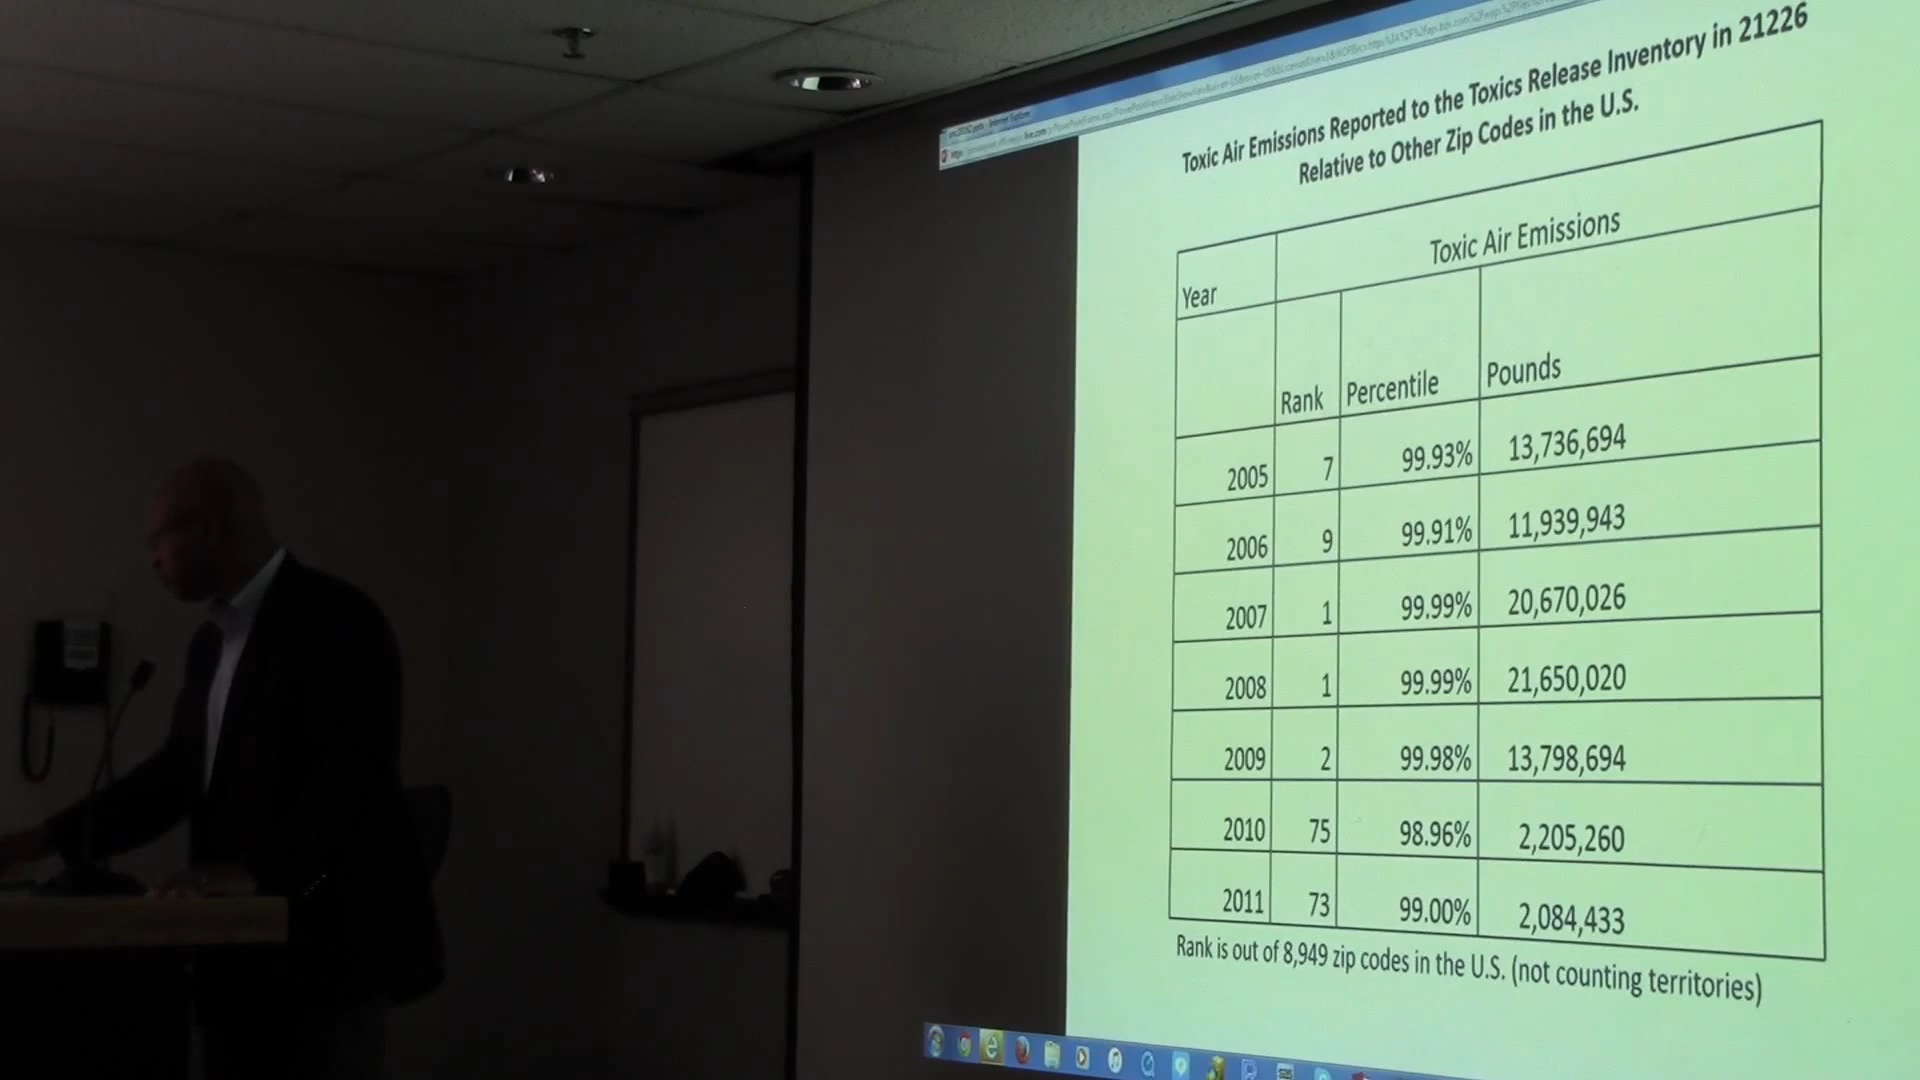 Toxic Air Emissions Reported to the Toxics Release Inventory in 21226
Relative to Other Zip Codes in the U.S.
Year Toxic Air Emissions
Rank Percentile Pounds
2005 7 99.93% 13,736,694
2006 9 99.91% 11,939,943
2007 1 99.99% 20,670,026
2008 1 99.99% 21,650,020
2009 2 99.98% 13,798,694
2010 75 98.96% 2,205,260
2011 73 99.00% 2,084,433
Rank is out of 8,949 zip codes in the U.S. (not counting territories)